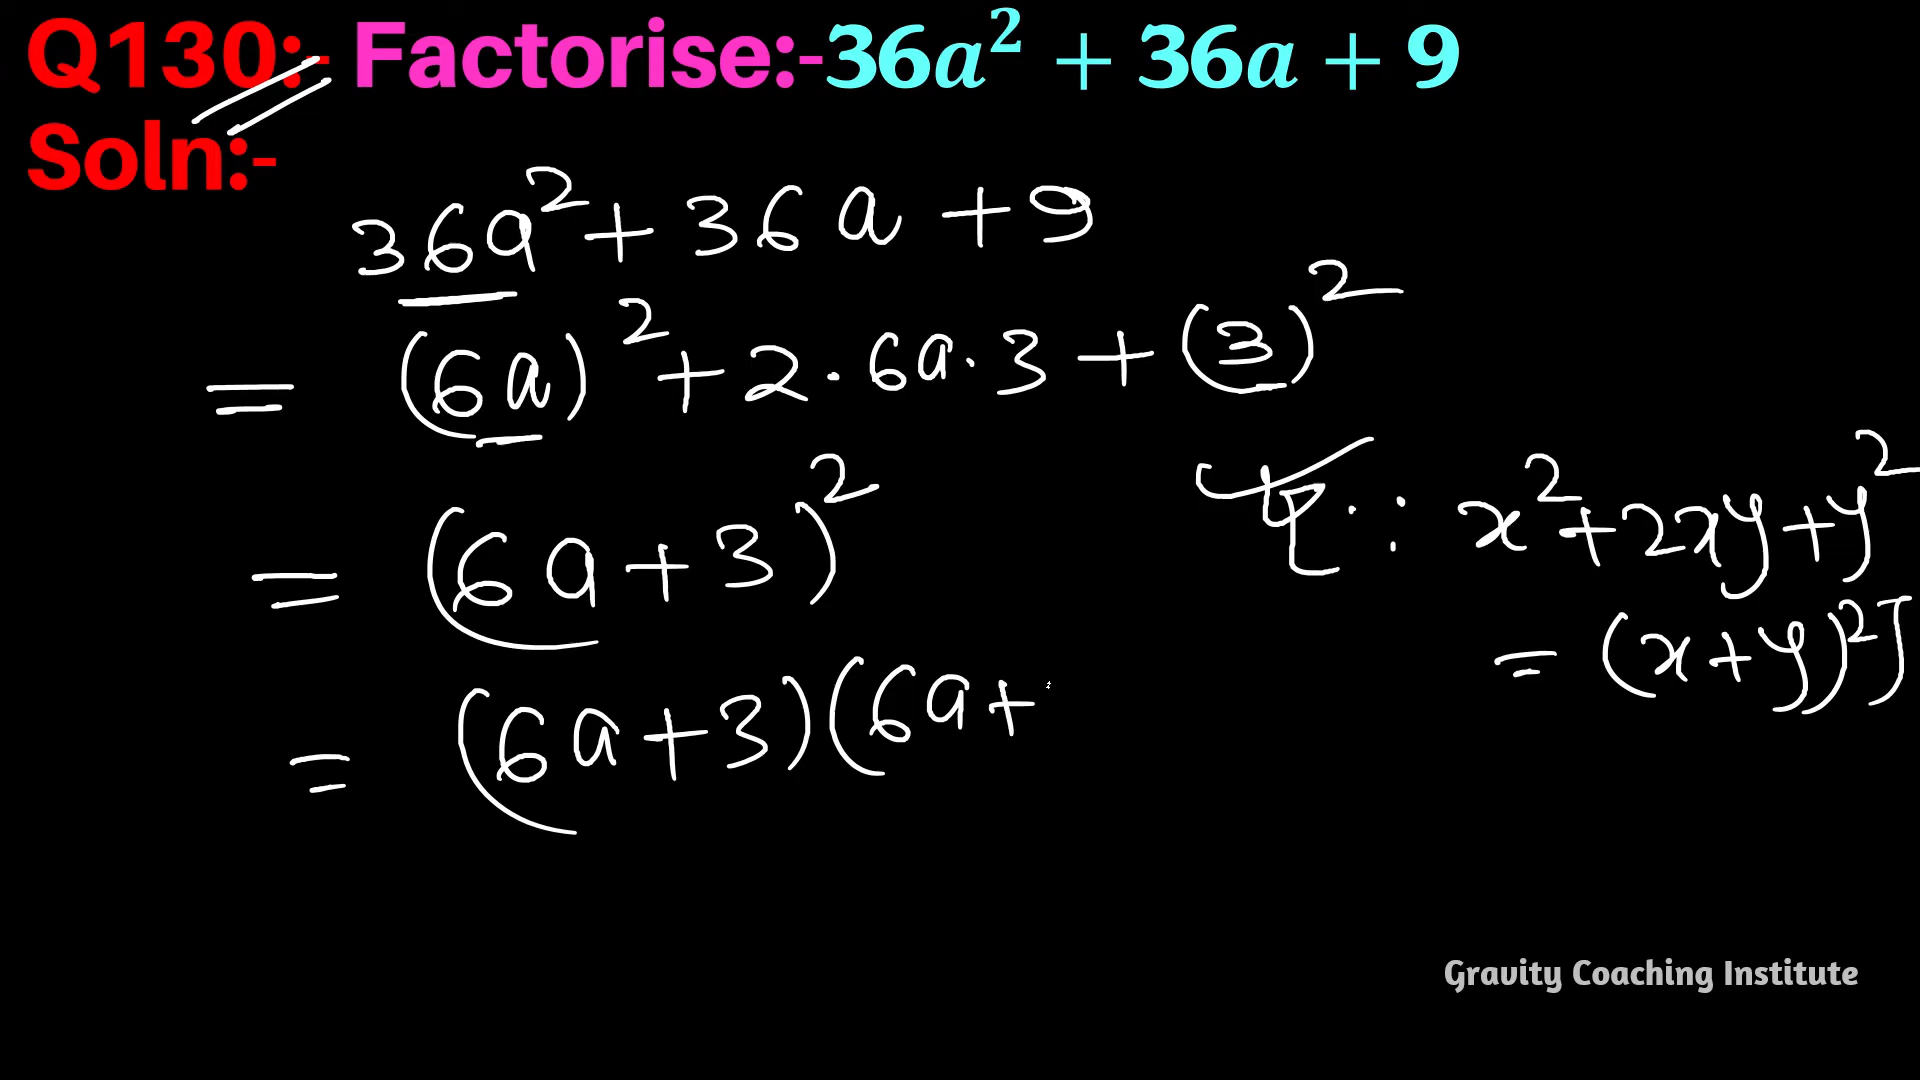 Q130:- Factorise:-36a² + 36a + 9
Soln:-
36a² + 36a + 9
= (6a)² + 2 · 6a · 3 + (3)²
= (6a + 3)²
[∵ x² + 2xy + y²
= (x + y)²]
= (6a + 3)(6a +
Gravity Coaching Institute